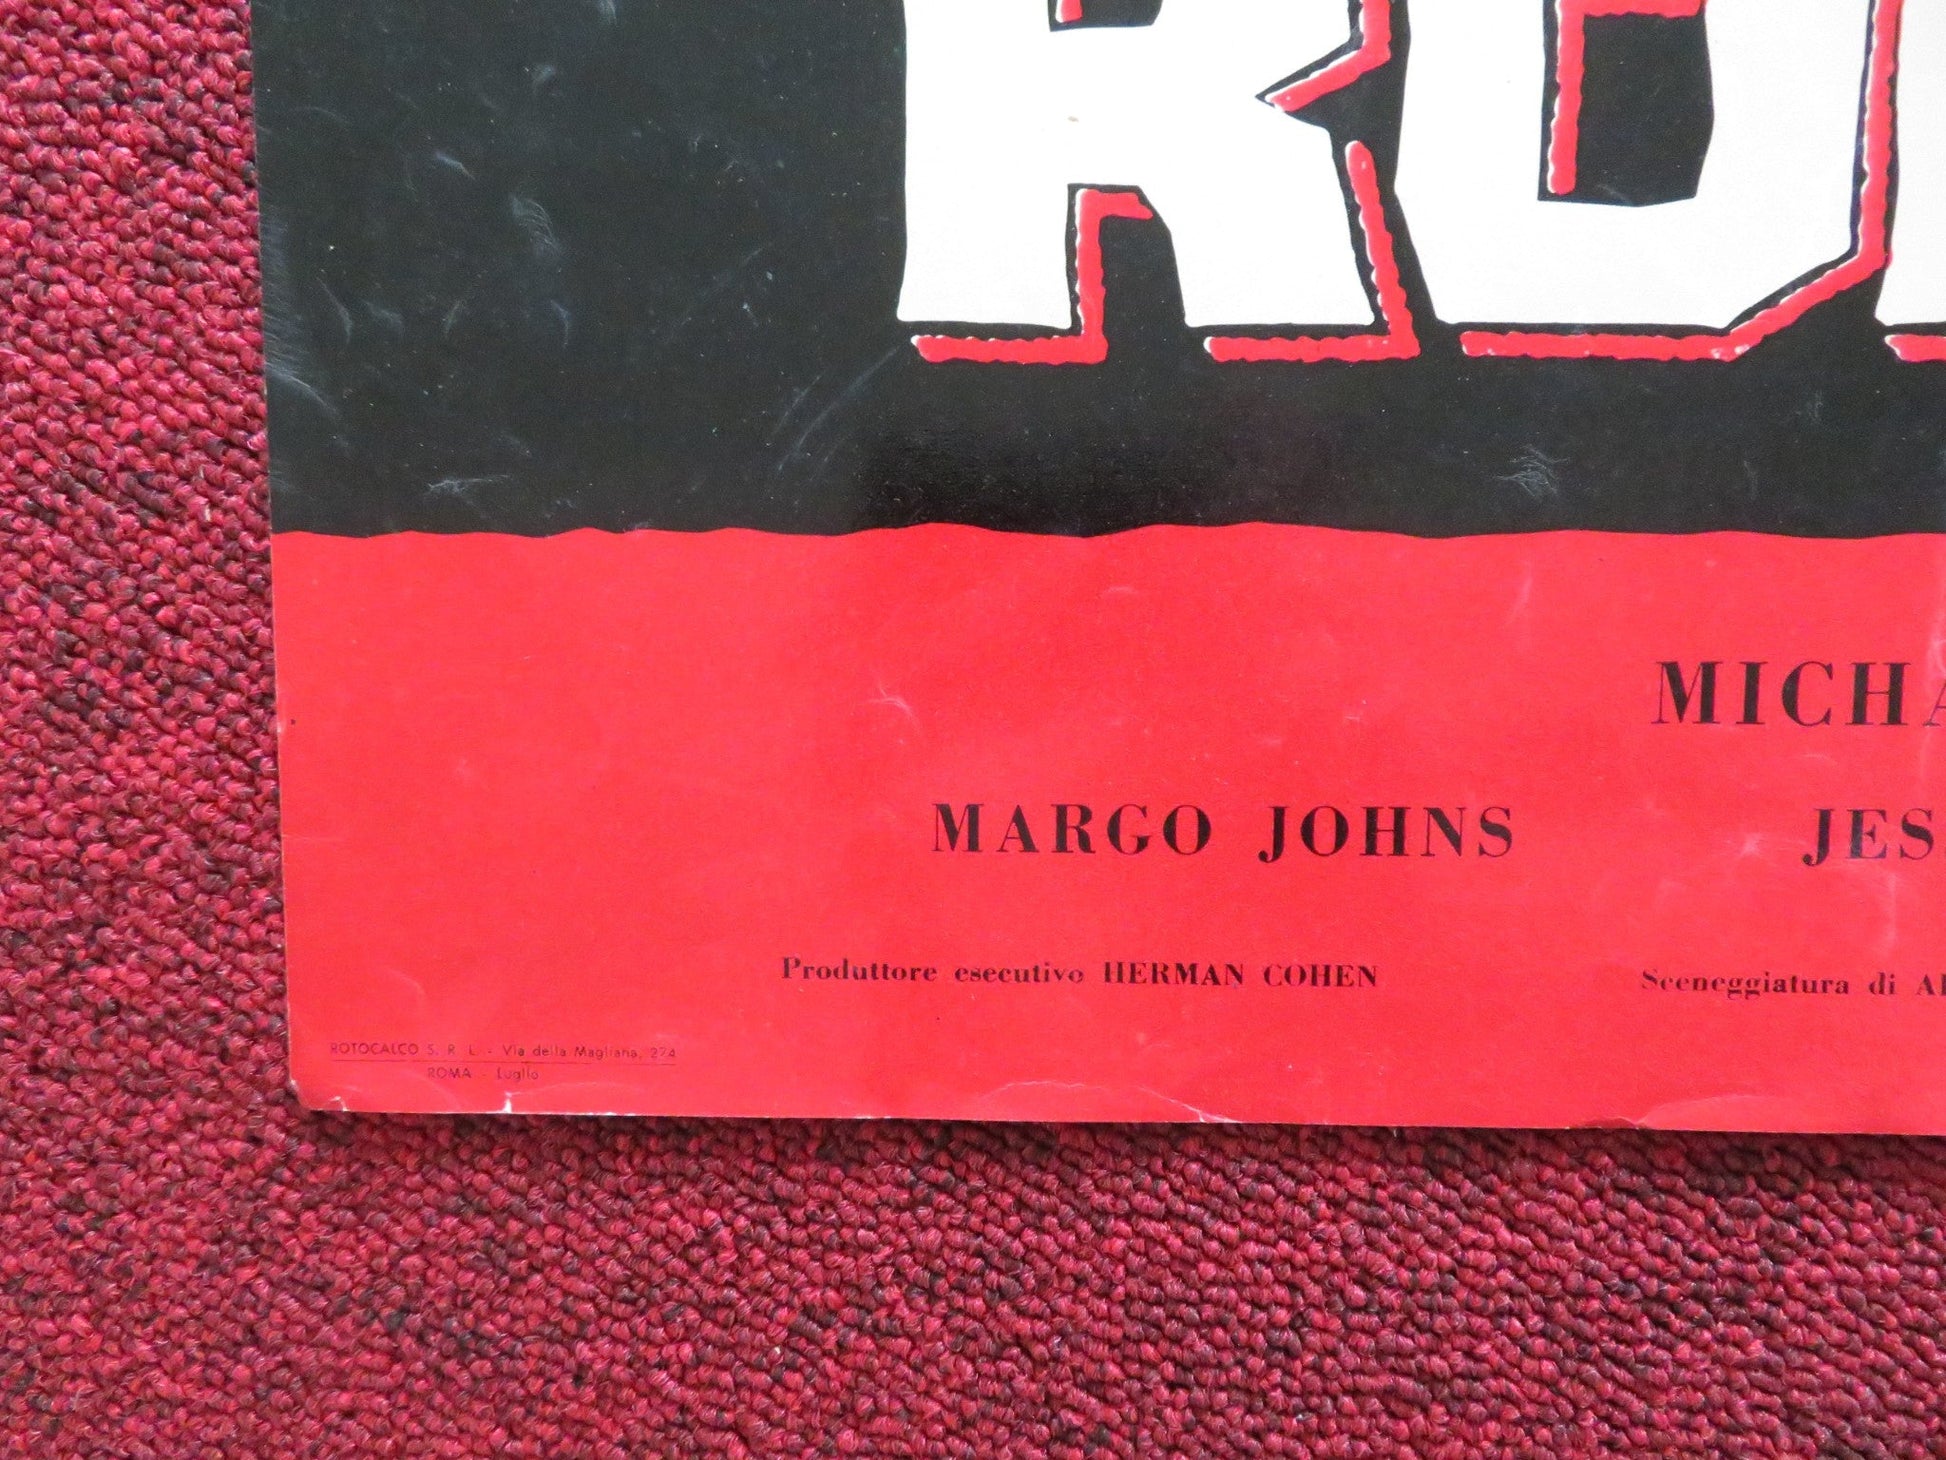 MICHA
MARGO JOHNS JES
Produttore esecutivo HERMAN COHEN Sceneggiatura di
ROTOCALCO S. R. L. - Via della Magliana, 274
ROMA - Luglio